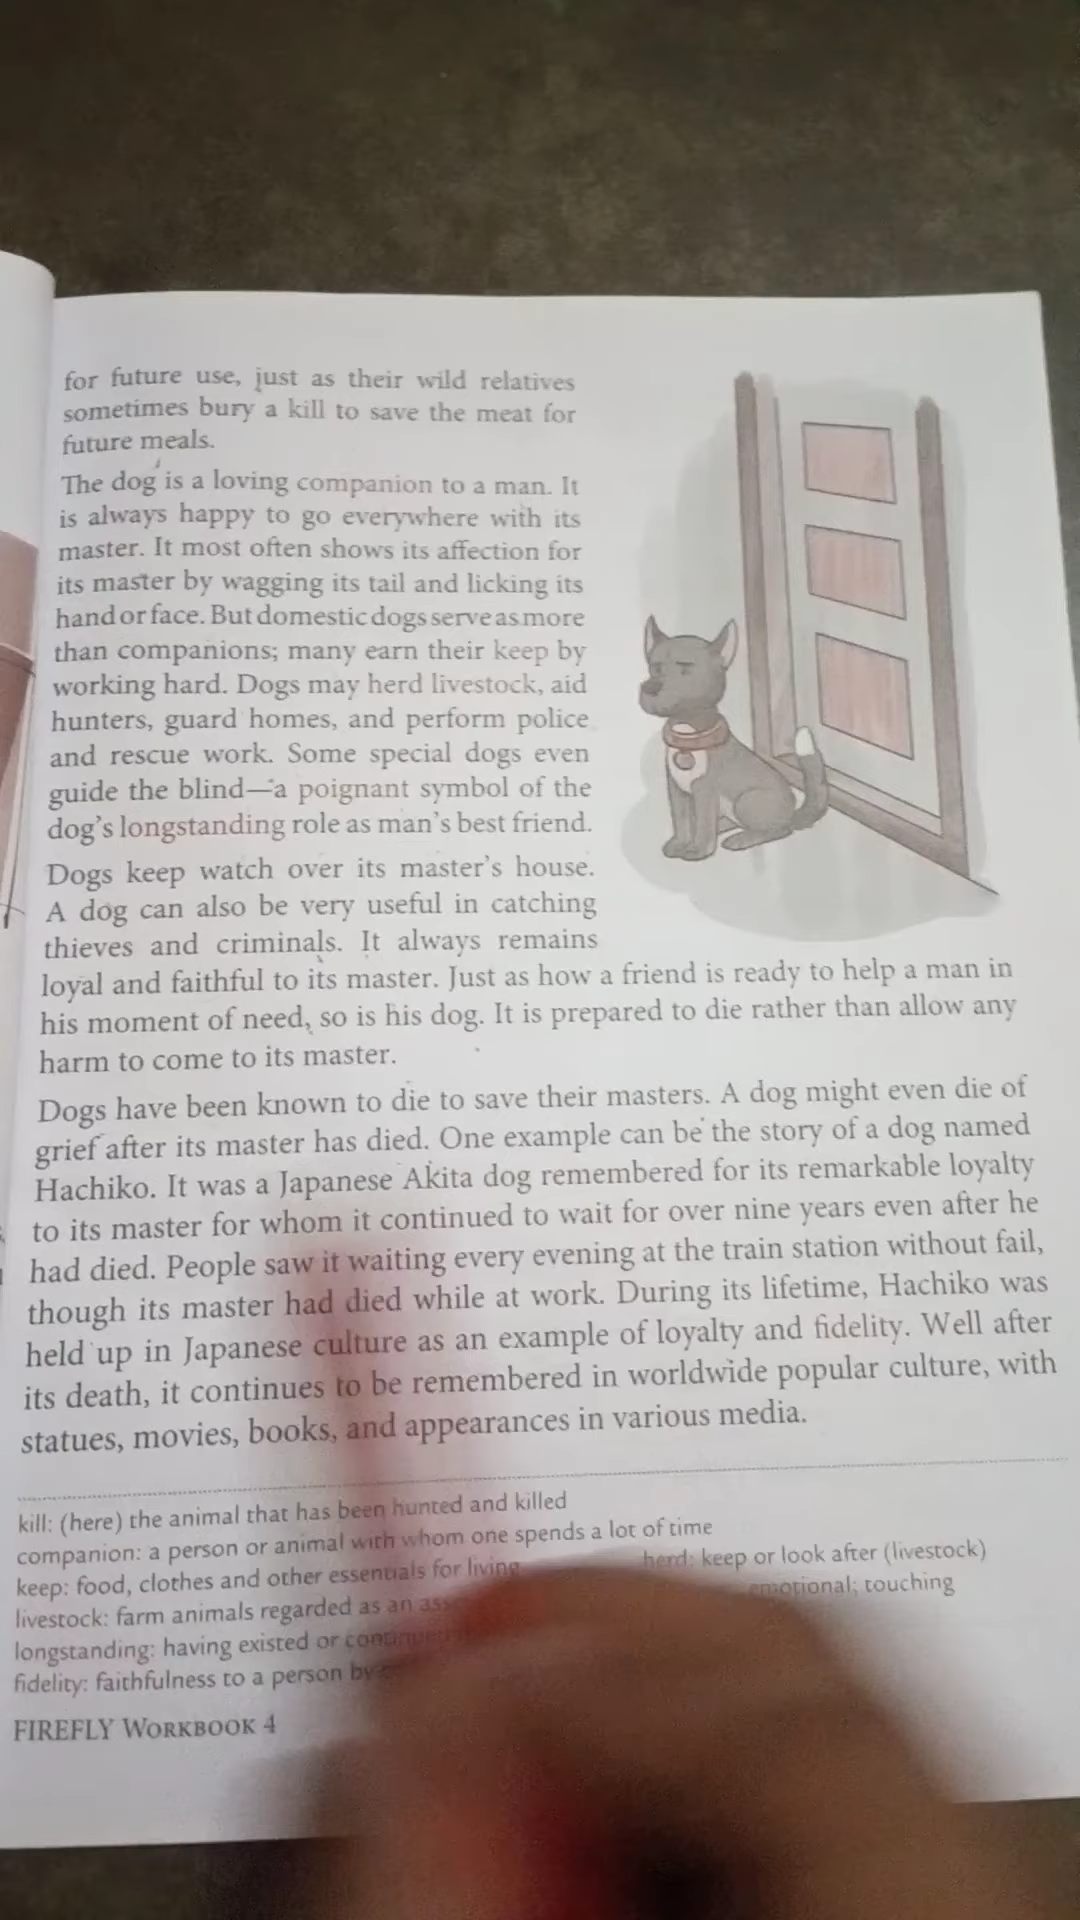 for future use, just as their wild relatives
sometimes bury a kill to save the meat for
future meals.
The dog is a loving companion to a man. It
is always happy to go everywhere with its
master. It most often shows its affection for
its master by wagging its tail and licking its
hand or face. But domestic dogs serve as more
than companions; many earn their keep by
working hard. Dogs may herd livestock, aid
hunters, guard homes, and perform police
and rescue work. Some special dogs even
guide the blind—a poignant symbol of the
dog's longstanding role as man's best friend.
Dogs keep watch over its master's house.
A dog can also be very useful in catching
thieves and criminals. It always remains
loyal and faithful to its master. Just as how a friend is ready to help a man in
his moment of need, so is his dog. It is prepared to die rather than allow any
harm to come to its master.
Dogs have been known to die to save their masters. A dog might even die of
grief after its master has died. One example can be the story of a dog named
Hachiko. It was a Japanese Akita dog remembered for its remarkable loyalty
to its master for whom it continued to wait for over nine years even after he
had died. People saw it waiting every evening at the train station without fail,
though its master had died while at work. During its lifetime, Hachiko was
held up in Japanese culture as an example of loyalty and fidelity. Well after
its death, it continues to be remembered in worldwide popular culture, with
statues, movies, books, and appearances in various media.
kill: (here) the animal that has been hunted and killed
companion: a person or animal with whom one spends a lot of time
keep: food, clothes and other essentials for living herd: keep or look after (livestock)
livestock: farm animals regarded as an emotional; touching
longstanding: having existed or
fidelity: faithfulness to a person by
FIREFLY WORKBOOK 4